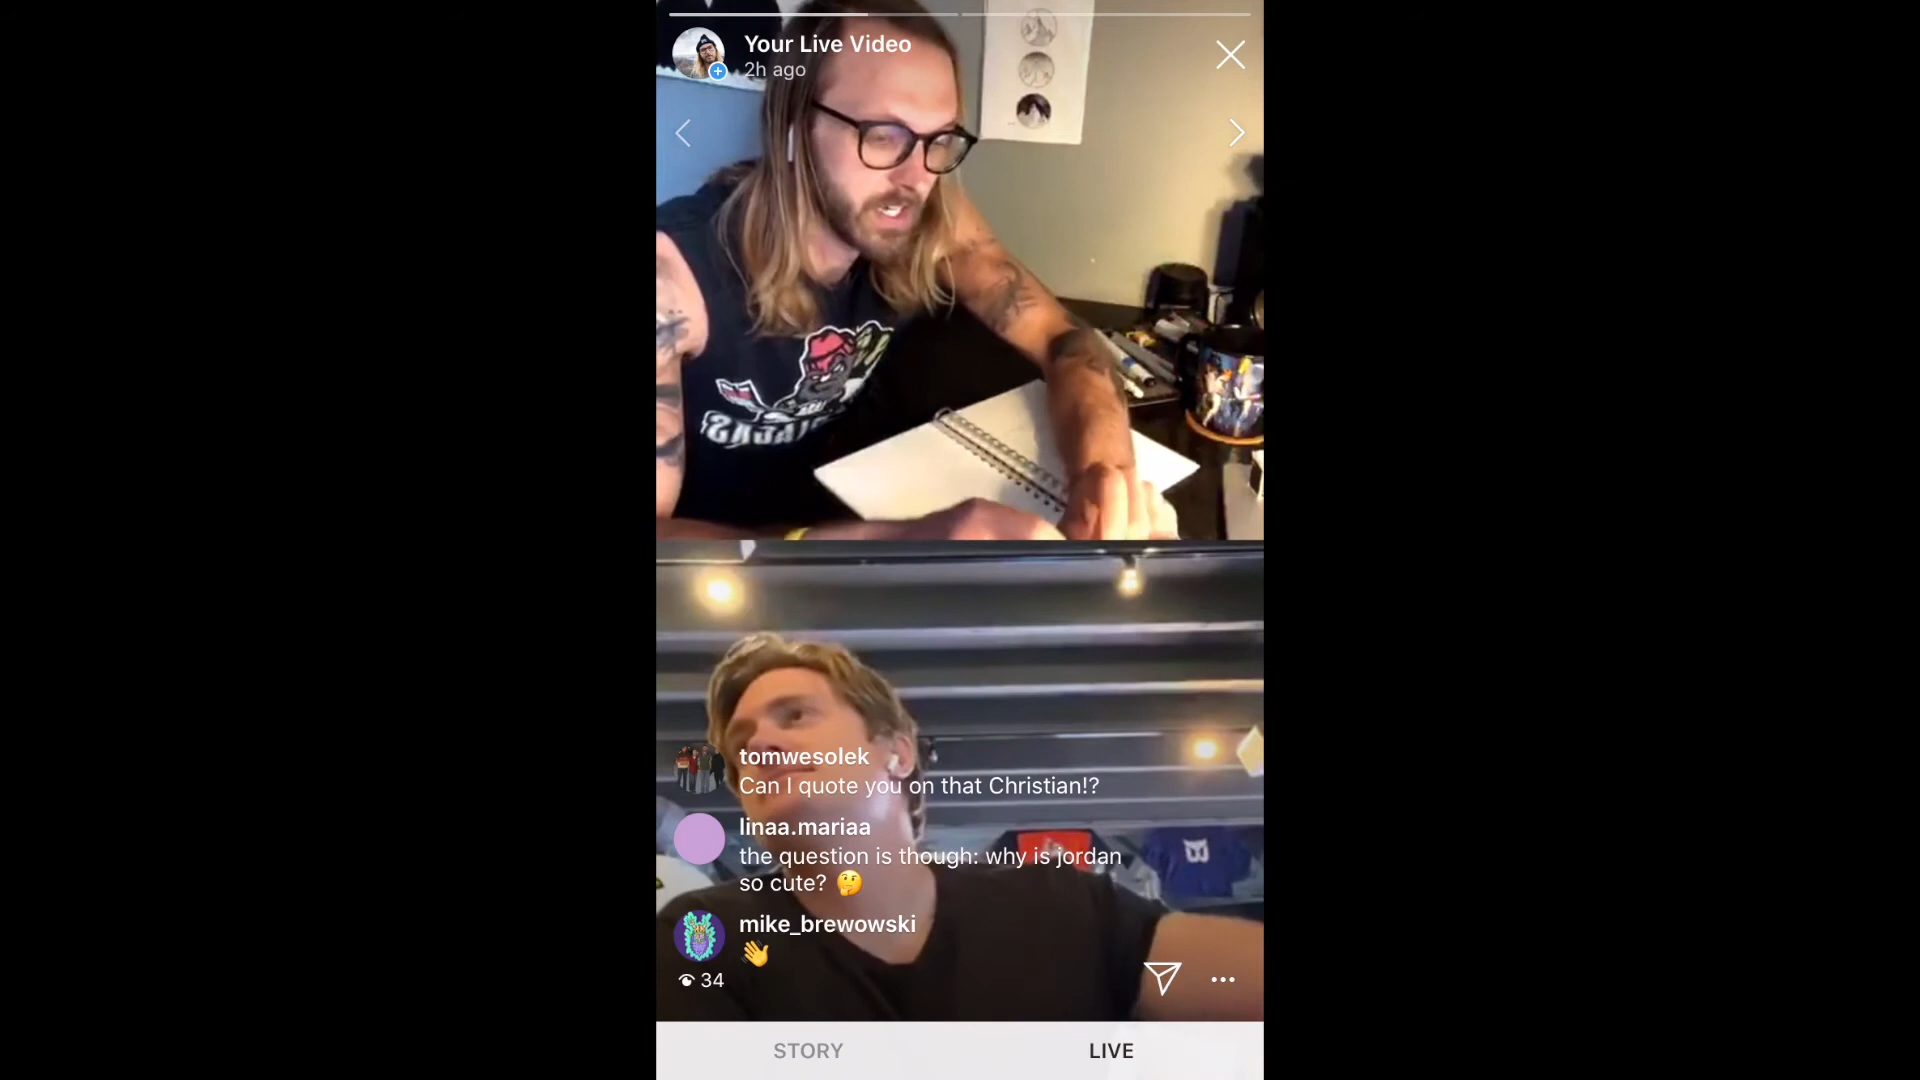 Your Live Video
2h ago
tomwesolek
Can I quote you on that Christian!?
linaa.mariaa
the question is though: why is jordan
so cute? 🤔
mike_brewowski
👋
34
STORY
LIVE